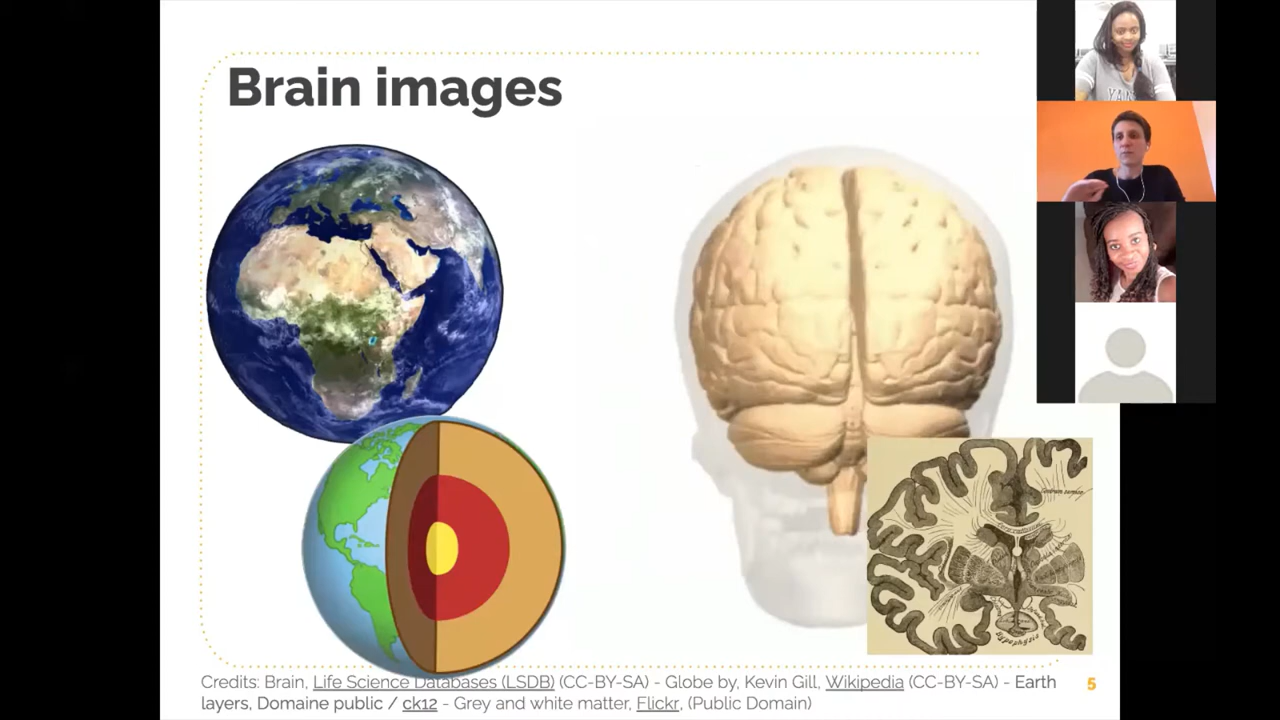 Brain images
Credits: Brain, Life Science Databases (LSDB) (CC-BY-SA) - Globe by, Kevin Gill, Wikipedia (CC-BY-SA) - Earth
layers, Domaine public / ck12 - Grey and white matter, Flickr, (Public Domain)
5
Hypophysis